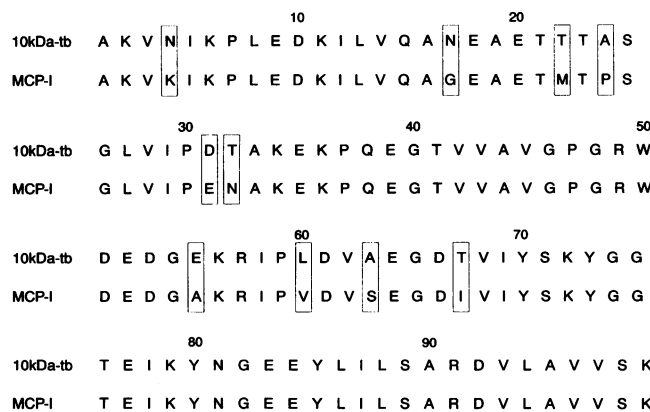 10 20
10kDa-tb A K V N I K P L E D K I L V Q A N E A E T T T A S
MCP-I A K V K I K P L E D K I L V Q A G E A E T M T P S
30 40 50
10kDa-tb G L V I P D T A K E K P Q E G T V V A V G P G R W
MCP-I G L V I P E N A K E K P Q E G T V V A V G P G R W
60 70
10kDa-tb D E D G E K R I P L D V A E G D T V I Y S K Y G G
MCP-I D E D G A K R I P V D V S E G D I V I Y S K Y G G
80 90
10kDa-tb T E I K Y N G E E Y L I L S A R D V L A V V S K
MCP-I T E I K Y N G E E Y L I L S A R D V L A V V S K